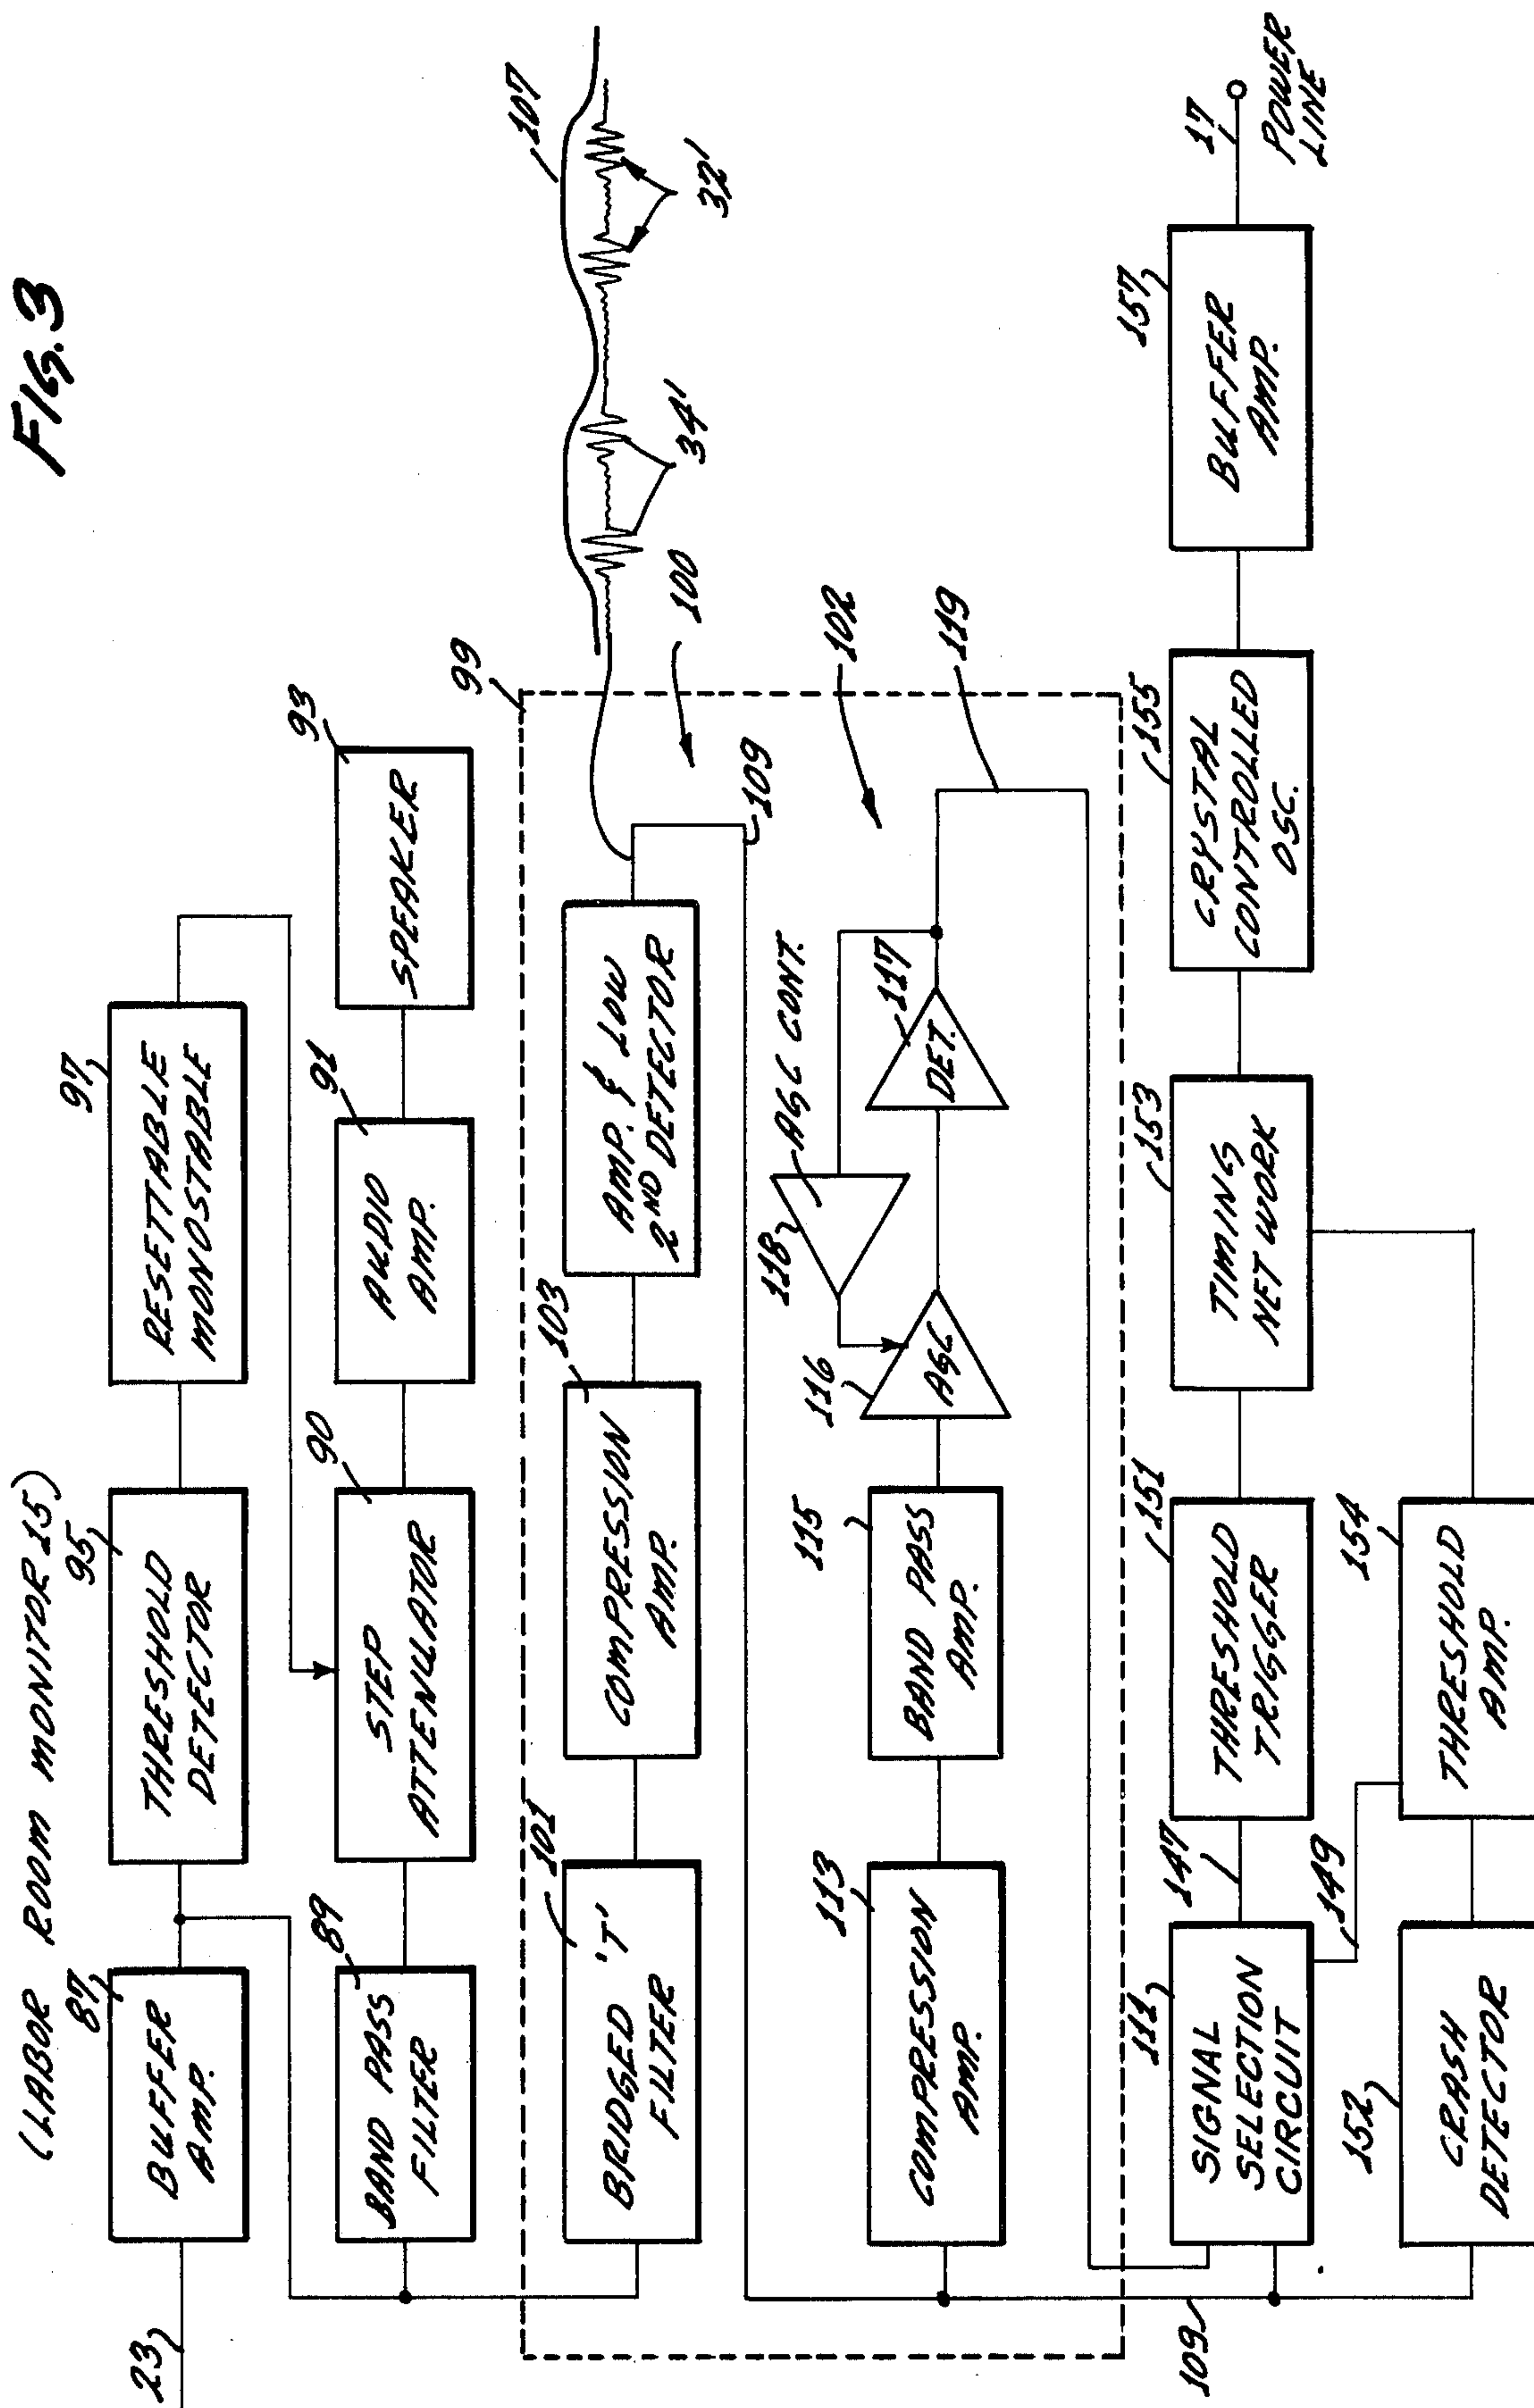 FIG. 3
(LABOR ROOM MONITOR 15)
23
87
BUFFER
AMP.
95
THRESHOLD
DETECTOR
97
RESETTABLE
MONOSTABLE
89
BAND PASS
FILTER
90
STEP
ATTENULATOR
91
AUDIO
AMP.
93
SPEAKER
99
101
BRIDGED 'T'
FILTER
103
COMPRESSION
AMP.
AMP. & LOW
2ND DETECTOR
100
107
34'
32'
109
102
113
COMPRESSION
AMP.
115
BAND PASS
AMP.
116
AGC
118
AGC CONT.
117
DET.
119
109
111
SIGNAL
SELECTION
CIRCUIT
147
149
151
THRESHOLD
TRIGGER
153
TIMING
NET WORK
155
CRYSTAL
CONTROLLED
OSC.
157
BUFFER
AMP.
17
POWER
LINE
152
CRASH
DETECTOR
154
THRESHOLD
AMP.